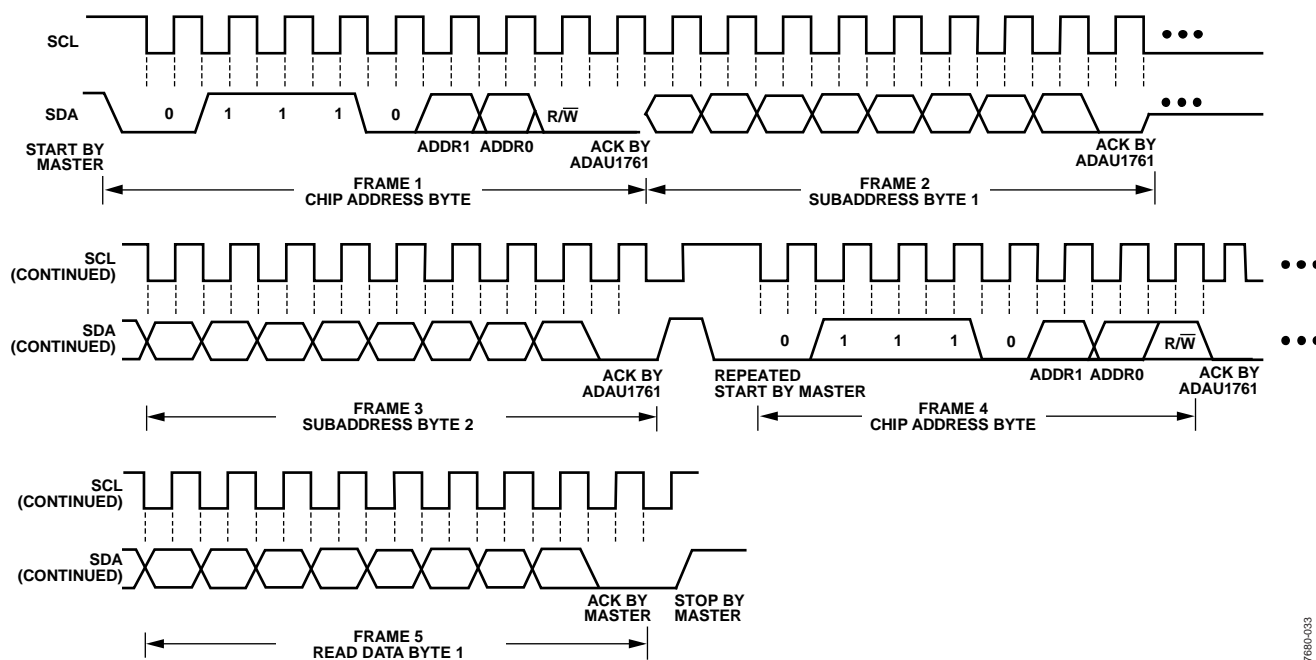 SCL
SDA
0 1 1 1 0 R/W̅
START BY
MASTER
ADDR1 ADDR0
ACK BY
ADAU1761
ACK BY
ADAU1761
FRAME 1
CHIP ADDRESS BYTE
FRAME 2
SUBADDRESS BYTE 1
SCL
(CONTINUED)
SDA
(CONTINUED)
0 1 1 1 0 R/W̅
ACK BY
ADAU1761
REPEATED
START BY MASTER
ADDR1 ADDR0
ACK BY
ADAU1761
FRAME 3
SUBADDRESS BYTE 2
FRAME 4
CHIP ADDRESS BYTE
SCL
(CONTINUED)
SDA
(CONTINUED)
ACK BY
MASTER
STOP BY
MASTER
FRAME 5
READ DATA BYTE 1
7680-033